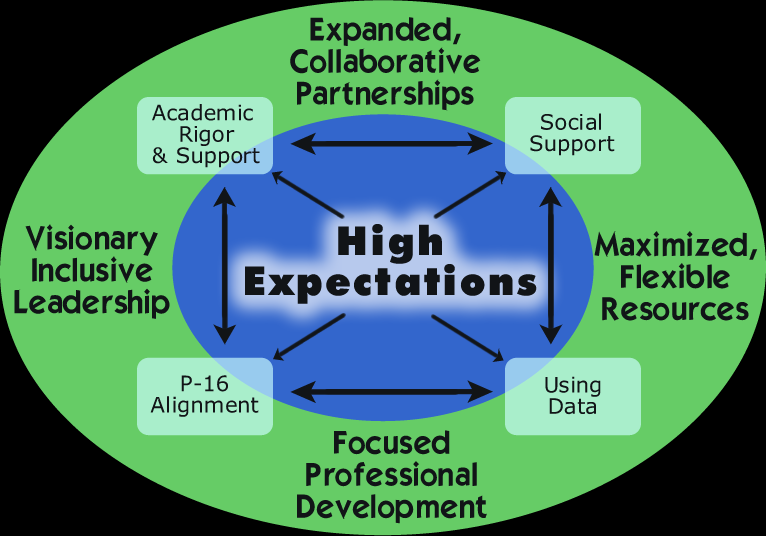 Expanded,
Collaborative
Partnerships
Academic
Rigor
& Support
Social
Support
Visionary
Inclusive
Leadership
High
Expectations
Maximized,
Flexible
Resources
P-16
Alignment
Using
Data
Focused
Professional
Development